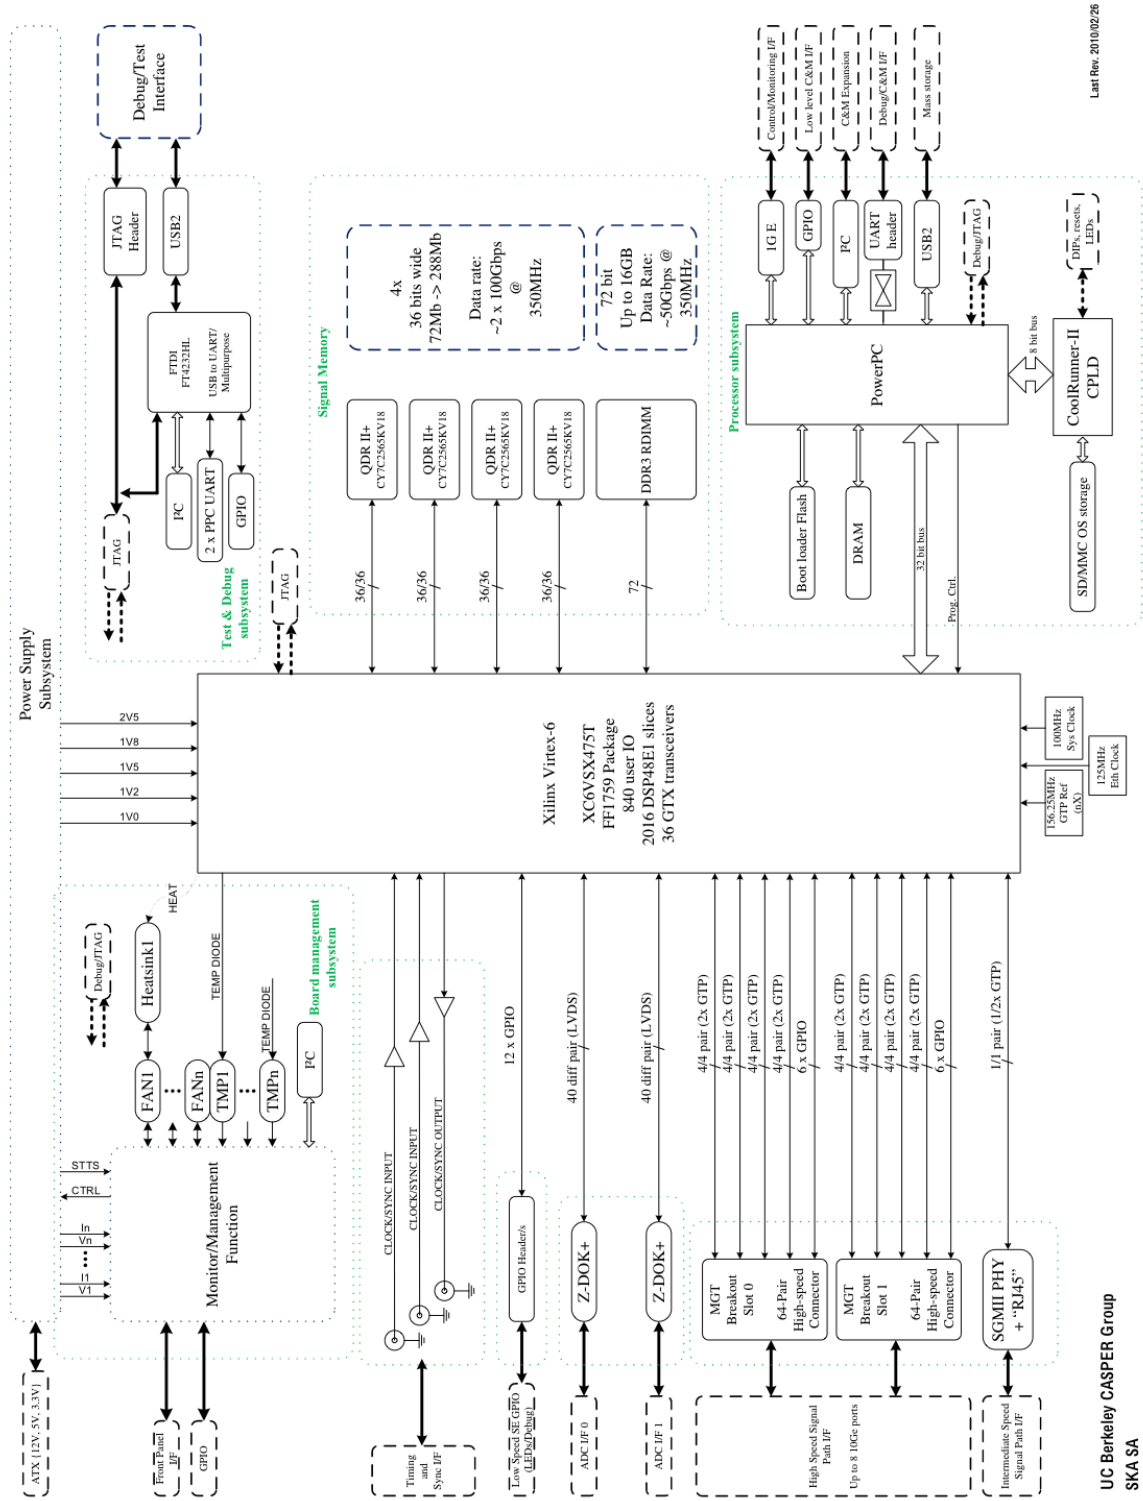 Power Supply
Subsystem
ATX {12V, 5V, 3.3V}
Debug/Test
Interface
JTAG
Header
USB2
FTDI
FT4232HL
USB to UART/
Multipurpose
JTAG
I²C
2 x PPC UART
GPIO
Test & Debug
subsystem
JTAG
2V5
1V8
1V5
1V2
1V0
Signal Memory
4x
36 bits wide
72Mb -> 288Mb
Data rate:
~2 x 100Gbps
@
350MHz
72 bit
Up to 16GB
Data Rate:
~50Gbps @
350MHz
QDR II+
CY7C2565KV18
QDR II+
CY7C2565KV18
QDR II+
CY7C2565KV18
QDR II+
CY7C2565KV18
DDR3 RDIMM
36/36
36/36
36/36
36/36
72
Control/Monitoring I/F
Low level C&M I/F
C&M Expansion
Debug/C&M I/F
Mass storage
1G E
GPIO
I²C
UART
header
USB2
Debug/JTAG
DIPs, resets,
LEDs
Processor subsystem
PowerPC
8 bit bus
CoolRunner-II
CPLD
Boot loader Flash
DRAM
SD/MMC OS storage
32 bit bus
Prog. Ctrl.
Xilinx Virtex-6
XC6VSX475T
FF1759 Package
840 user IO
2016 DSP48E1 slices
36 GTX transceivers
100MHz
Sys Clock
125MHz
Eth Clock
156.25MHz
GTP Ref
(nX)
HEAT
Debug/JTAG
Heatsink1
TEMP DIODE
TEMP DIODE
Board management
subsystem
FAN1
FANn
TMP1
TMPn
I²C
STTS
CTRL
In
Vn
I1
V1
Monitor/Management
Function
Front Panel
I/F
GPIO
CLOCK/SYNC INPUT
CLOCK/SYNC INPUT
CLOCK/SYNC OUTPUT
Timing
and
Sync I/F
12 x GPIO
GPIO Header/s
Low Speed SE GPIO
(LEDs/Debug)
40 diff pair (LVDS)
Z-DOK+
ADC I/F 0
40 diff pair (LVDS)
Z-DOK+
ADC I/F 1
4/4 pair (2x GTP)
4/4 pair (2x GTP)
4/4 pair (2x GTP)
4/4 pair (2x GTP)
6 x GPIO
4/4 pair (2x GTP)
4/4 pair (2x GTP)
4/4 pair (2x GTP)
4/4 pair (2x GTP)
6 x GPIO
1/1 pair (1/2x GTP)
MGT
Breakout
Slot 0
64-Pair
High-speed
Connector
MGT
Breakout
Slot 1
64-Pair
High-speed
Connector
SGMII PHY
+ “RJ45”
High Speed Signal
Path I/F
Up to 8 10Ge ports
Intermediate Speed
Signal Path I/F
UC Berkeley CASPER Group
SKA SA
Last Rev. 2010/02/26